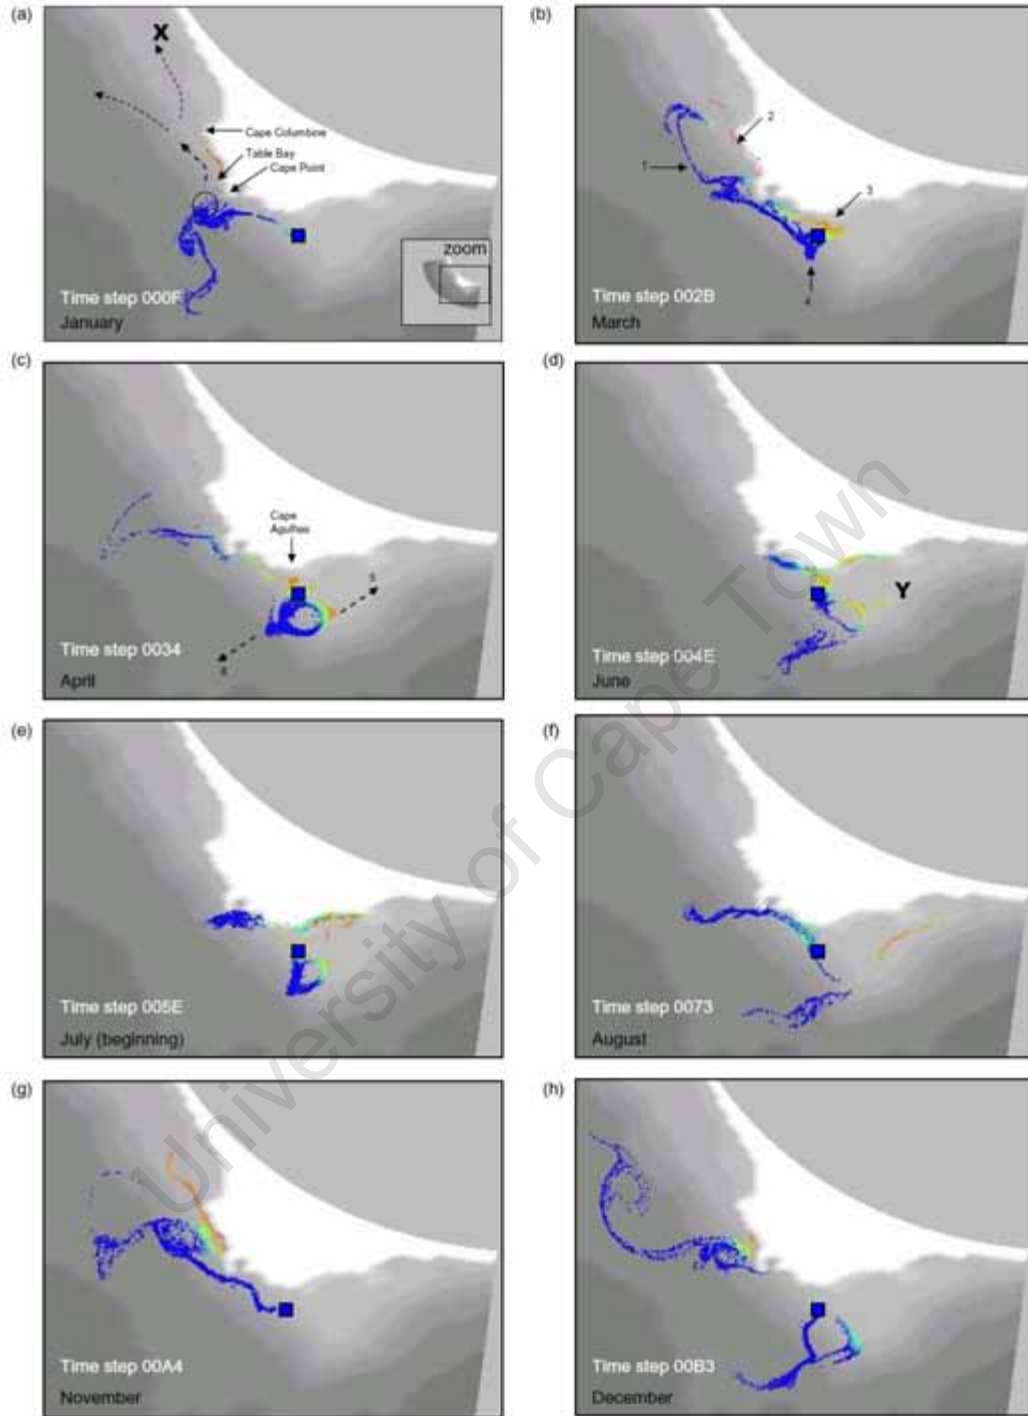 (a)
X
Cape Columbine
Table Bay
Cape Point
zoom
Time step 000F
January
(b)
1
2
3
4
Time step 002B
March
(c)
Cape
Agulhas
5
6
Time step 0034
April
(d)
Y
Time step 004E
June
(e)
Time step 005E
July (beginning)
(f)
Time step 0073
August
(g)
Time step 00A4
November
(h)
Time step 00B3
December
University of Cape Town